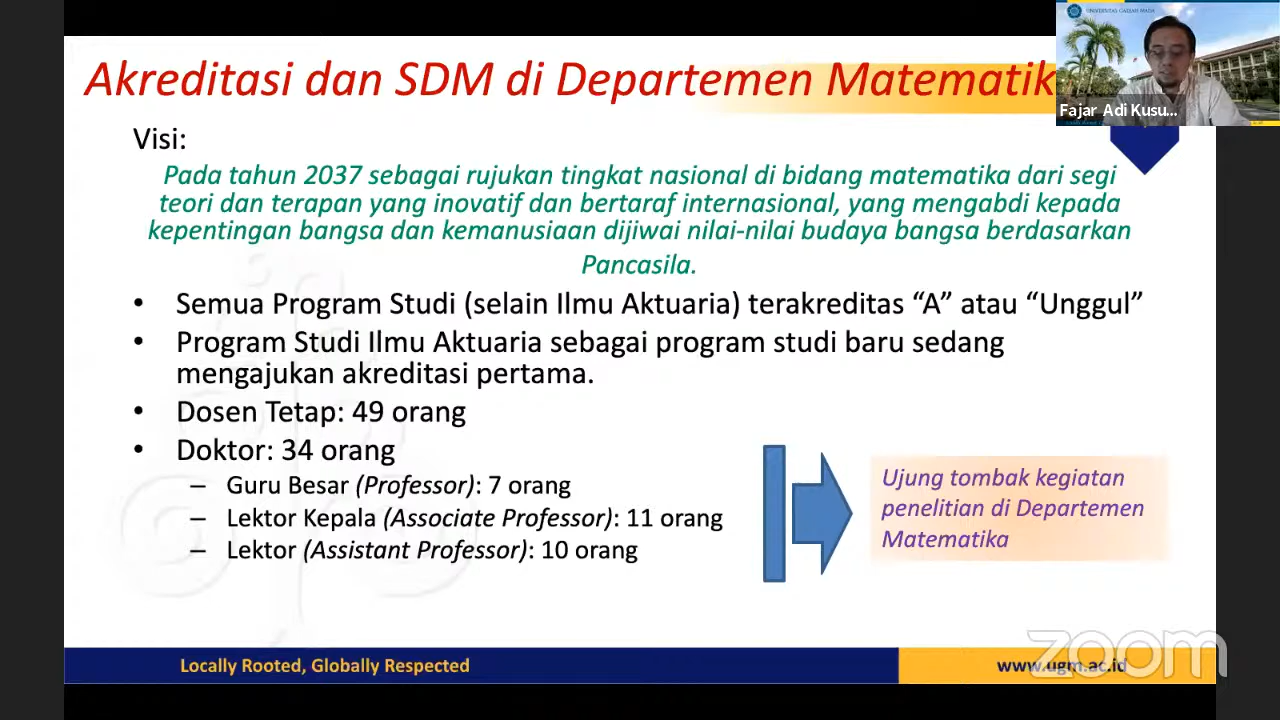 Akreditasi dan SDM di Departemen Matematik
UNIVERSITAS GADJAH MADA
Fajar Adi Kusu...
Visi:
Pada tahun 2037 sebagai rujukan tingkat nasional di bidang matematika dari segi
teori dan terapan yang inovatif dan bertaraf internasional, yang mengabdi kepada
kepentingan bangsa dan kemanusiaan dijiwai nilai-nilai budaya bangsa berdasarkan
Pancasila.
• Semua Program Studi (selain Ilmu Aktuaria) terakreditas “A” atau “Unggul”
• Program Studi Ilmu Aktuaria sebagai program studi baru sedang
mengajukan akreditasi pertama.
• Dosen Tetap: 49 orang
• Doktor: 34 orang
– Guru Besar (Professor): 7 orang
– Lektor Kepala (Associate Professor): 11 orang
– Lektor (Assistant Professor): 10 orang
Ujung tombak kegiatan
penelitian di Departemen
Matematika
Locally Rooted, Globally Respected
www.ugm.ac.id
zoom